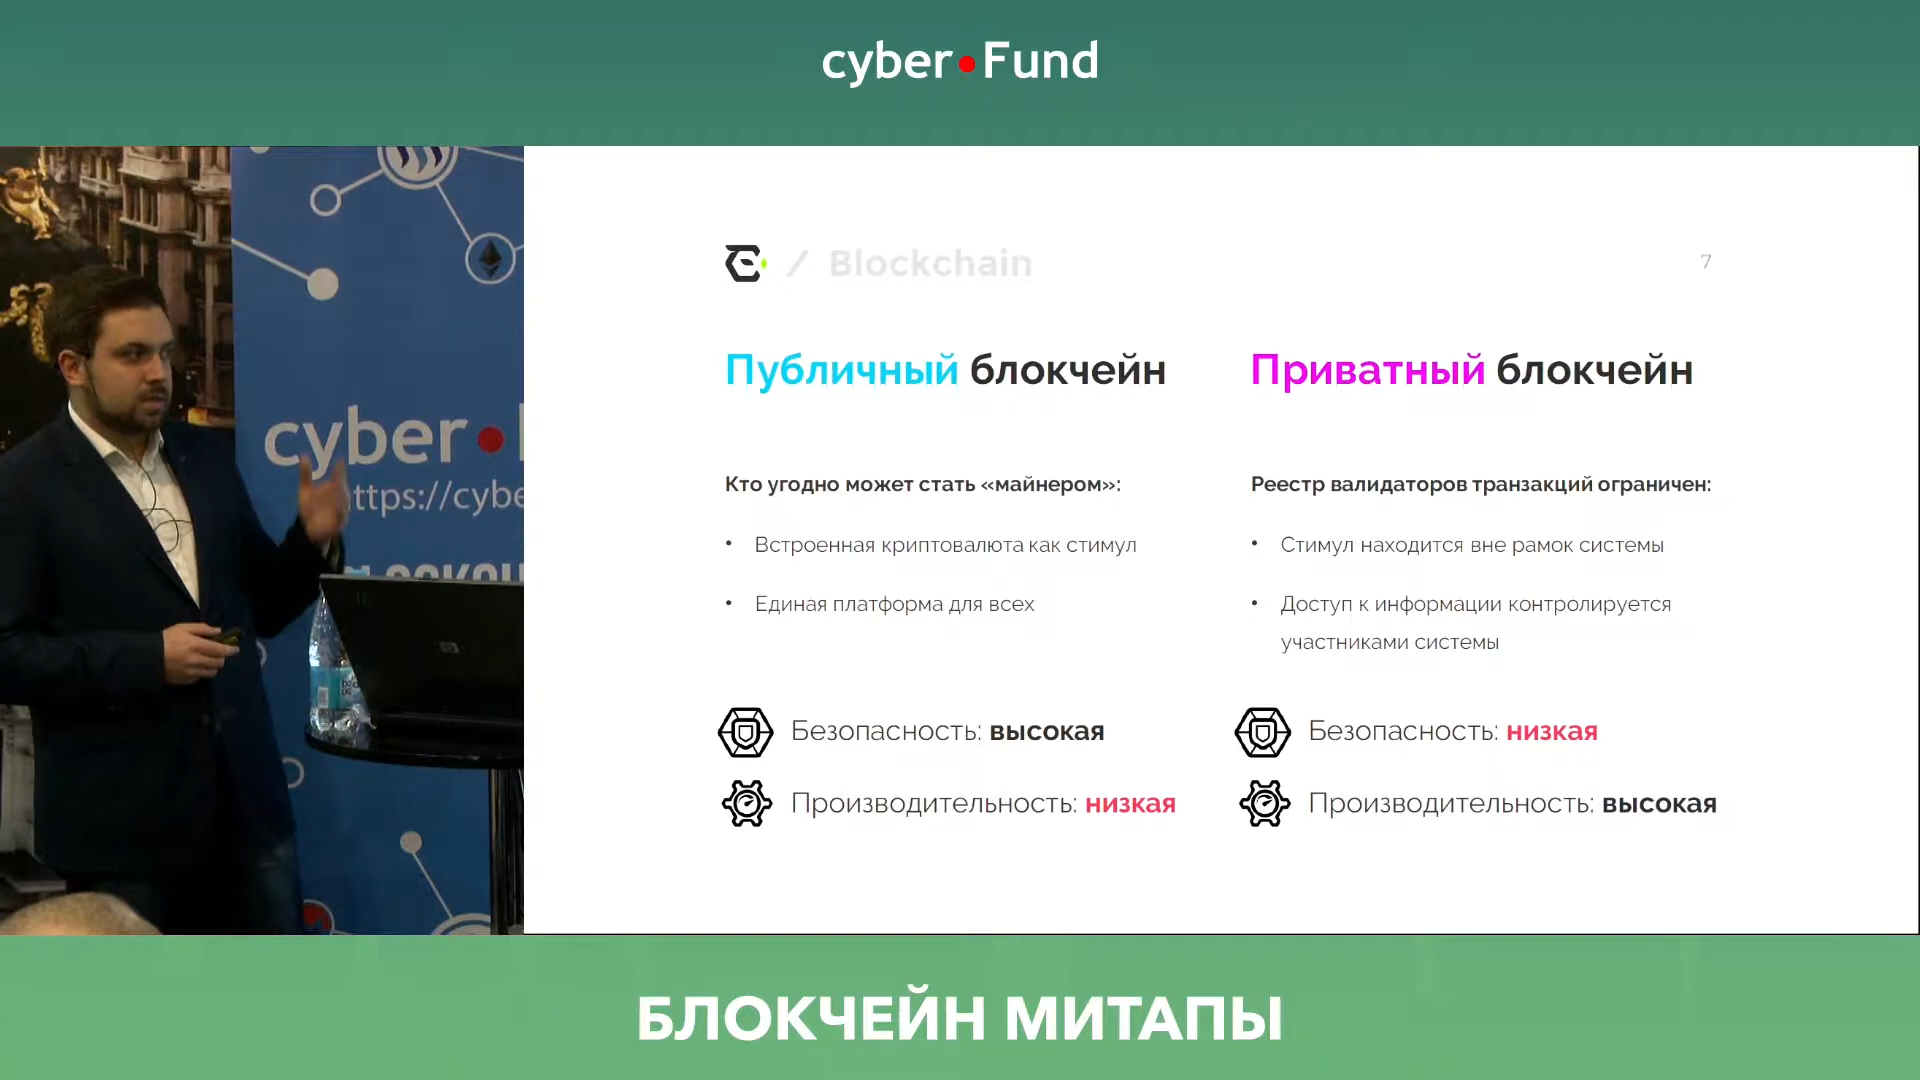 cyber•Fund
cyber•
ttps://cybe
/ Blockchain
7
Публичный блокчейн
Кто угодно может стать «майнером»:
• Встроенная криптовалюта как стимул
• Единая платформа для всех
Безопасность: высокая
Производительность: низкая
Приватный блокчейн
Реестр валидаторов транзакций ограничен:
• Стимул находится вне рамок системы
• Доступ к информации контролируется
участниками системы
Безопасность: низкая
Производительность: высокая
БЛОКЧЕЙН МИТАПЫ